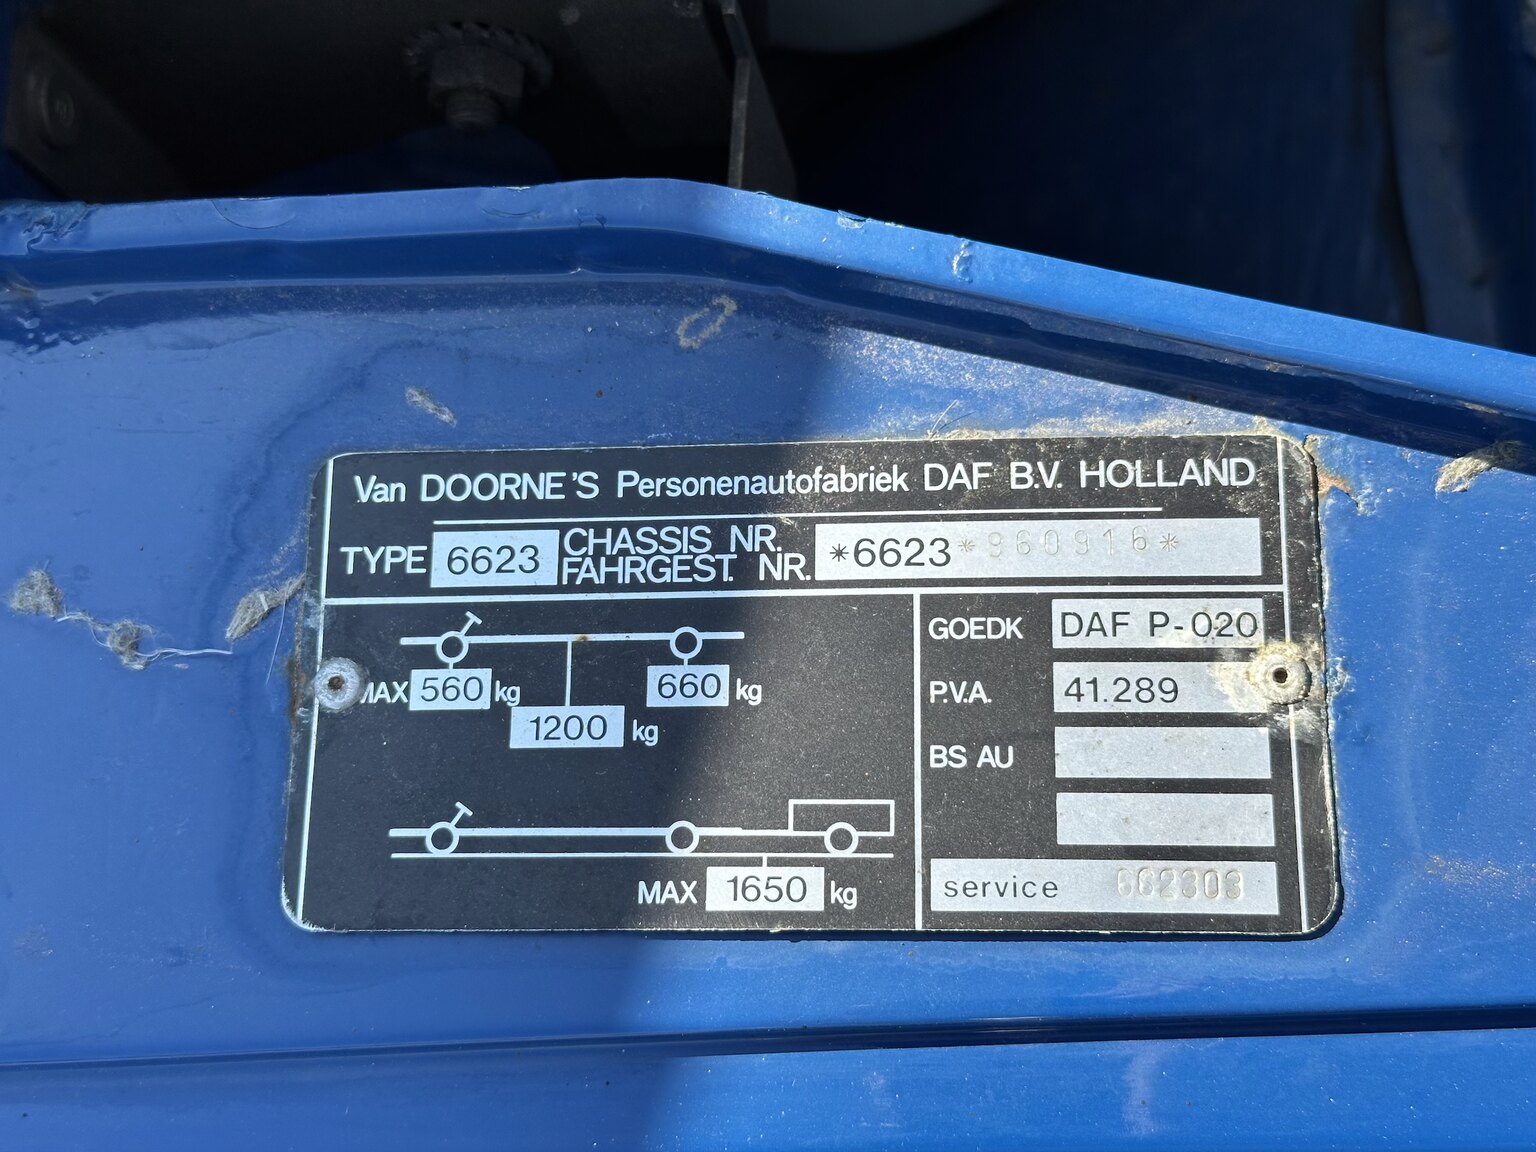 Van DOORNE'S Personenautofabriek DAF B.V. HOLLAND
TYPE 6623 CHASSIS NR. FAHRGEST. NR. *6623*960916*
MAX 560 kg 660 kg
1200 kg
MAX 1650 kg
GOEDK DAF P-020
P.V.A. 41.289
BS AU
service 662303